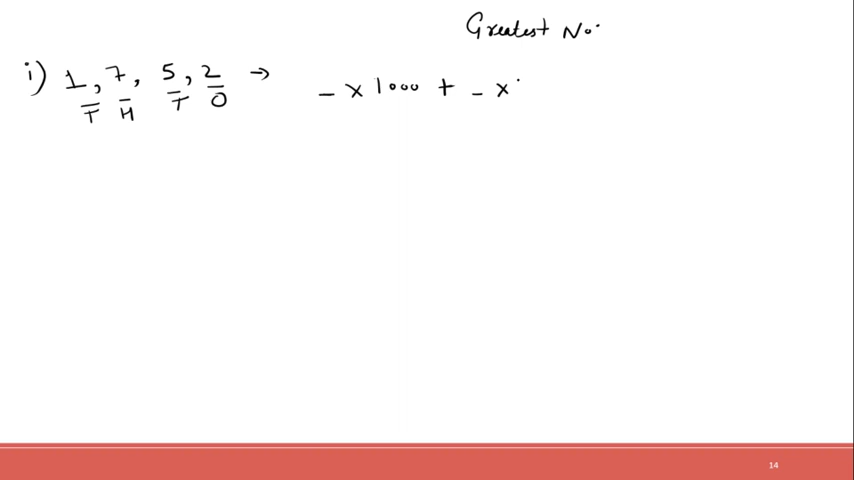 Greatest No.
i) 1, 7, 5, 2 → _ x 1000 + _ x
T H T O
14